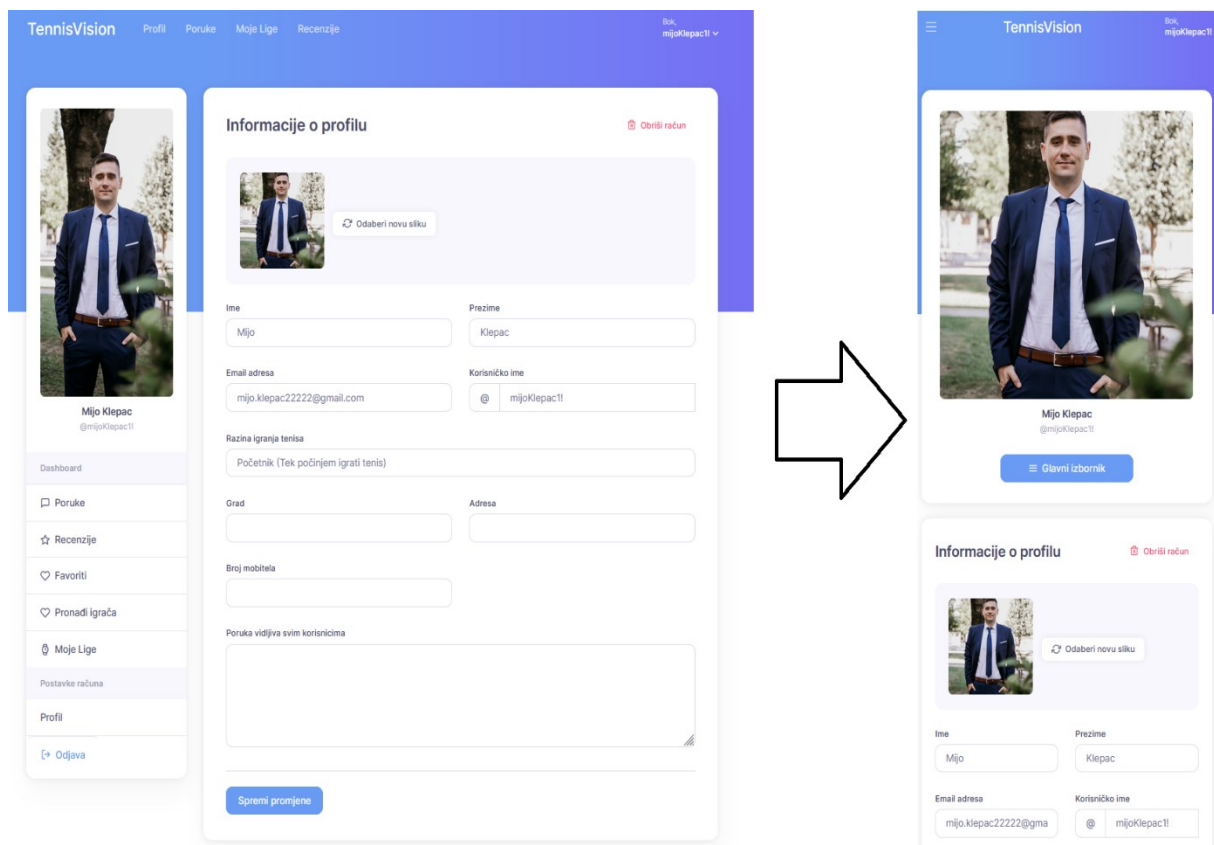 TennisVision Profil Poruke Moje Lige Recenzije
Bok,
mijoKlepac1!
Mijo Klepac
@mijoKlepac1!
Dashboard
Poruke
Recenzije
Favoriti
Pronađi igrača
Moje Lige
Postavke računa
Profil
Odjava
Informacije o profilu
Obriši račun
Odaberi novu sliku
Ime
Mijo
Prezime
Klepac
Email adresa
mijo.klepac22222@gmail.com
Korisničko ime
@ mijoKlepac1!
Razina igranja tenisa
Početnik (Tek počinjem igrati tenis)
Grad
Adresa
Broj mobitela
Poruka vidljiva svim korisnicima
Spremi promjene
TennisVision
Bok,
mijoKlepac1!
Mijo Klepac
@mijoKlepac1!
Glavni izbornik
Informacije o profilu
Obriši račun
Odaberi novu sliku
Ime
Mijo
Prezime
Klepac
Email adresa
mijo.klepac22222@gma
Korisničko ime
@ mijoKlepac1!